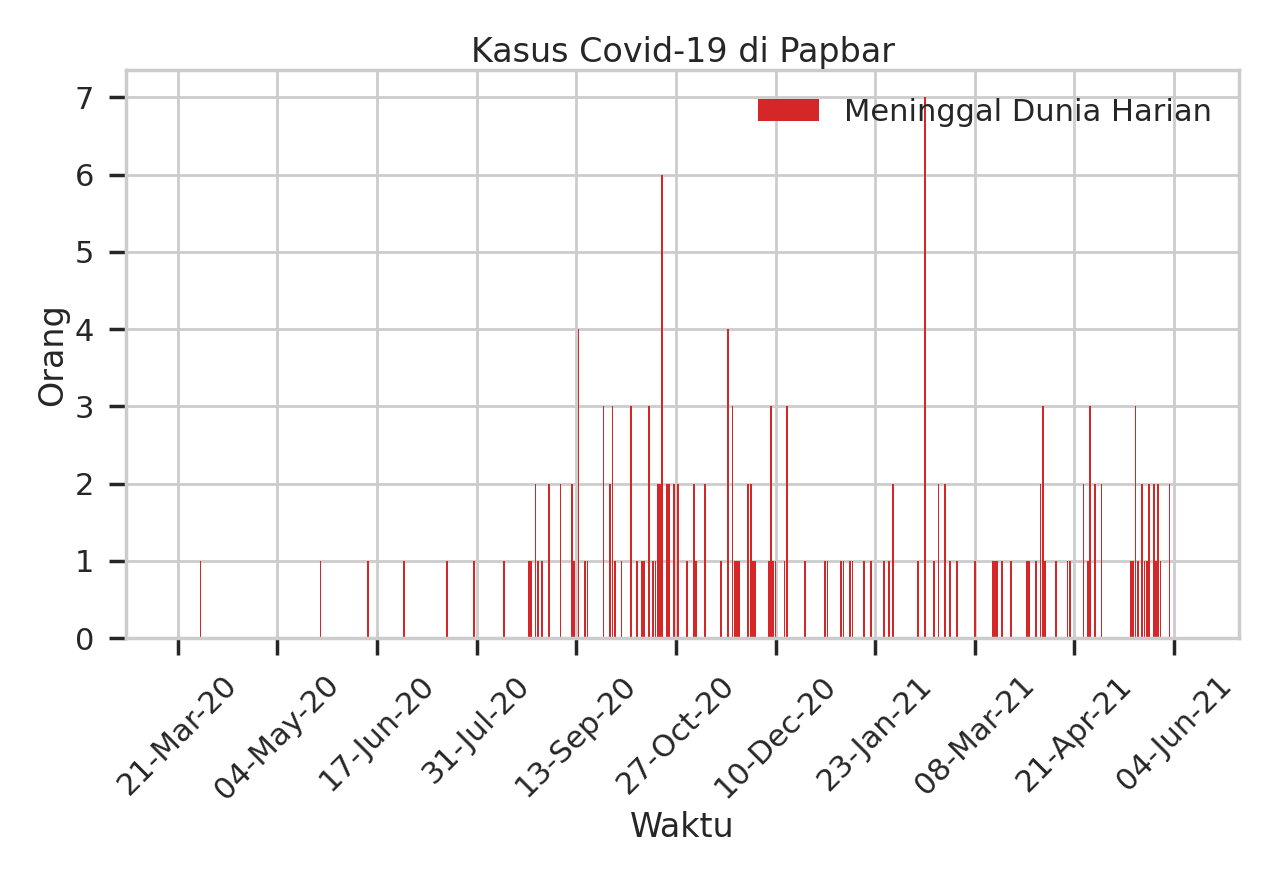 Kasus Covid-19 di Papbar
Meninggal Dunia Harian
7
6
5
4
3
2
1
0
Orang
21-Mar-20
04-May-20
17-Jun-20
31-Jul-20
13-Sep-20
27-Oct-20
10-Dec-20
23-Jan-21
08-Mar-21
21-Apr-21
04-Jun-21
Waktu